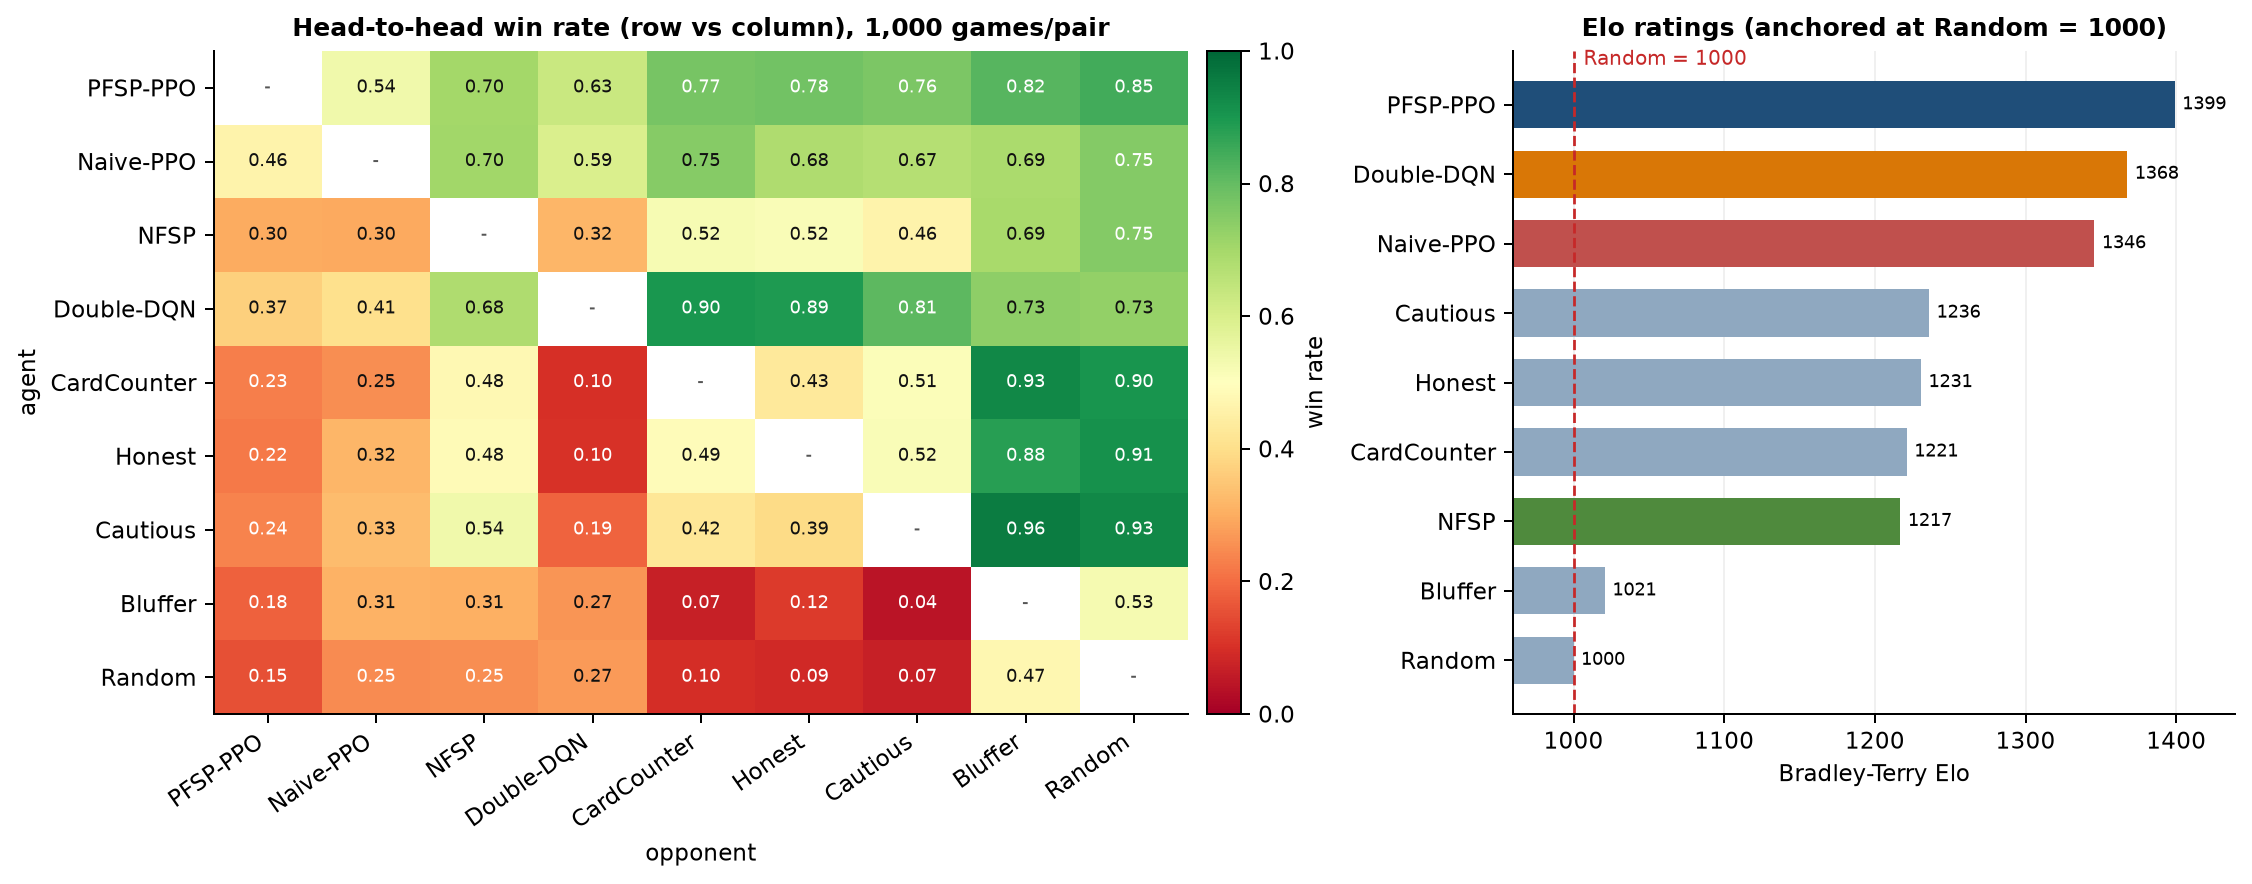 Head-to-head win rate (row vs column), 1,000 games/pair
agent
PFSP-PPO - 0.54 0.70 0.63 0.77 0.78 0.76 0.82 0.85
Naive-PPO 0.46 - 0.70 0.59 0.75 0.68 0.67 0.69 0.75
NFSP 0.30 0.30 - 0.32 0.52 0.52 0.46 0.69 0.75
Double-DQN 0.37 0.41 0.68 - 0.90 0.89 0.81 0.73 0.73
CardCounter 0.23 0.25 0.48 0.10 - 0.43 0.51 0.93 0.90
Honest 0.22 0.32 0.48 0.10 0.49 - 0.52 0.88 0.91
Cautious 0.24 0.33 0.54 0.19 0.42 0.39 - 0.96 0.93
Bluffer 0.18 0.31 0.31 0.27 0.07 0.12 0.04 - 0.53
Random 0.15 0.25 0.25 0.27 0.10 0.09 0.07 0.47 -
PFSP-PPO Naive-PPO NFSP Double-DQN CardCounter Honest Cautious Bluffer Random
opponent
1.0
0.8
0.6
0.4
0.2
0.0
win rate
Elo ratings (anchored at Random = 1000)
Random = 1000
PFSP-PPO 1399
Double-DQN 1368
Naive-PPO 1346
Cautious 1236
Honest 1231
CardCounter 1221
NFSP 1217
Bluffer 1021
Random 1000
1000 1100 1200 1300 1400
Bradley-Terry Elo